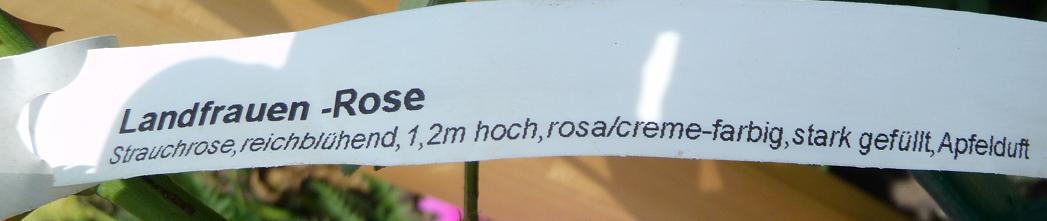 Landfrauen -Rose
Strauchrose, reichblühend, 1,2m hoch, rosa/creme-farbig, stark gefüllt, Apfelduft